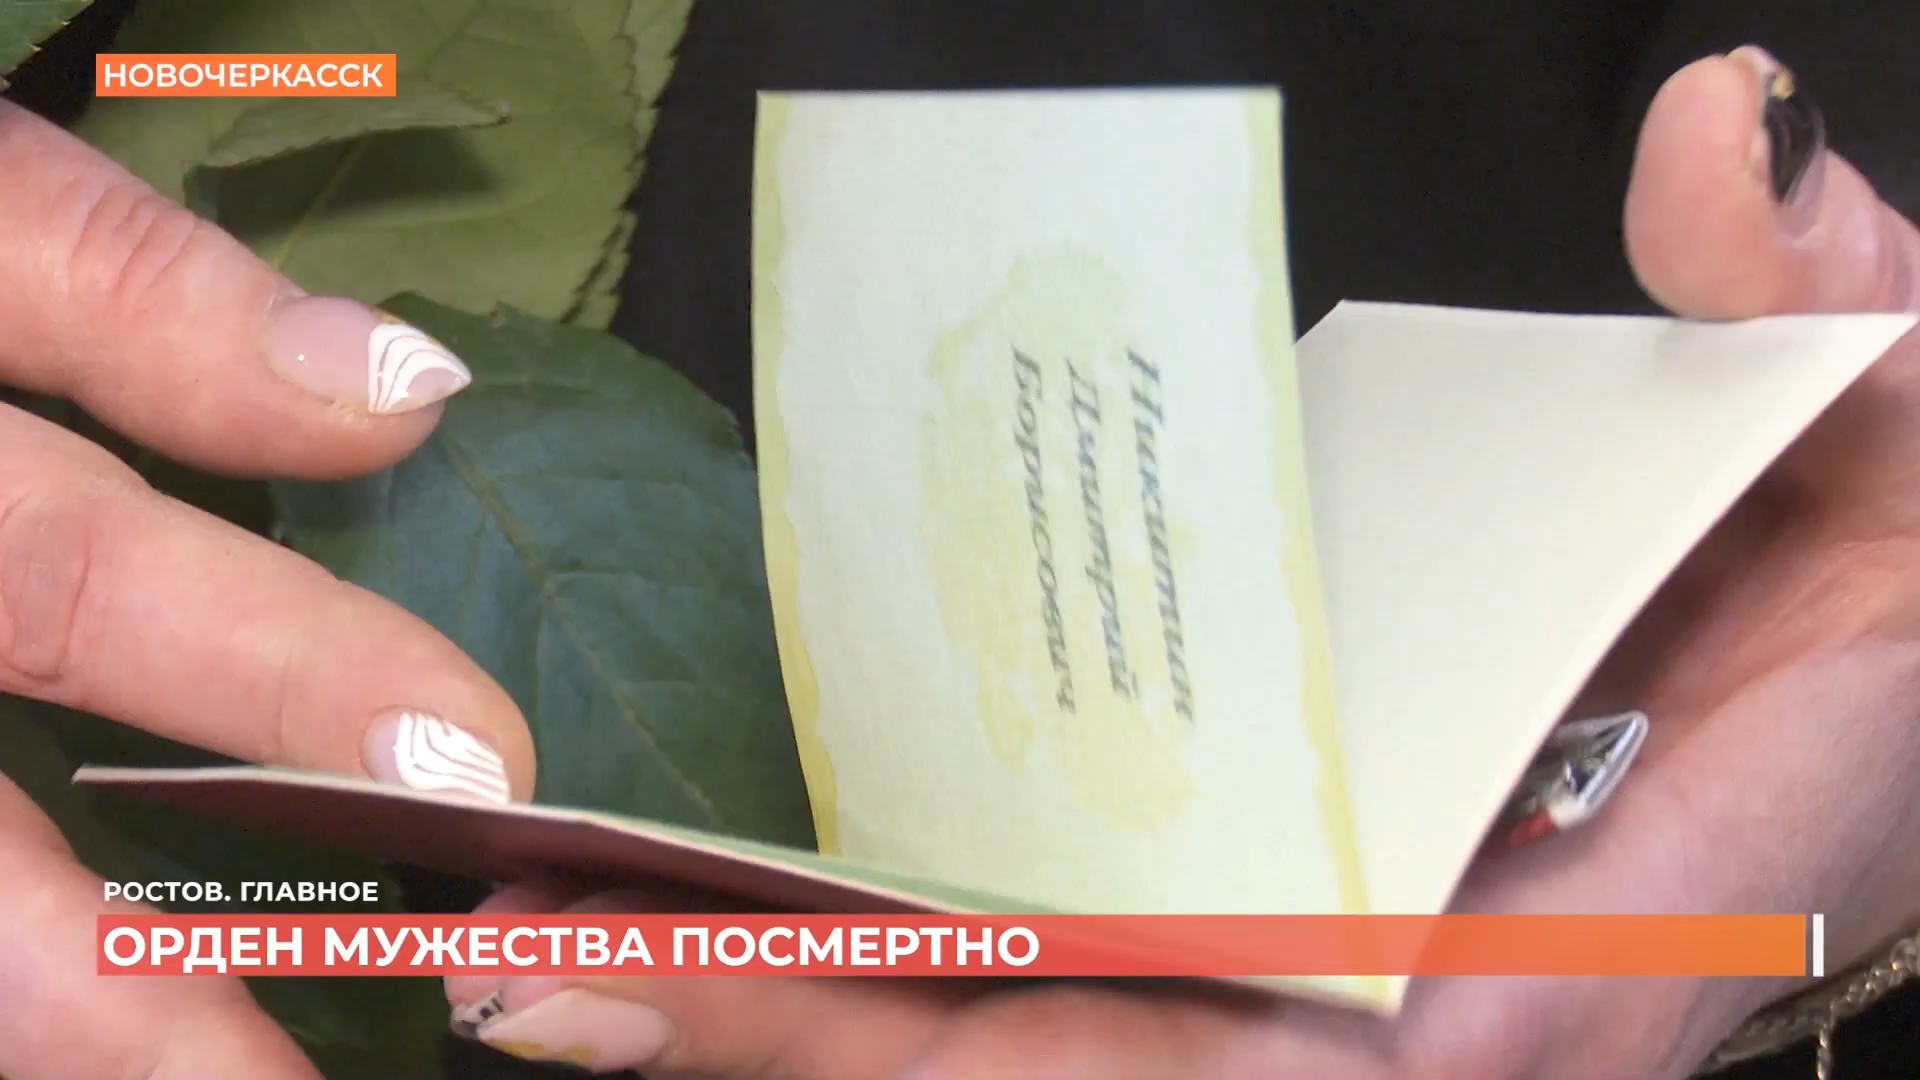 НОВОЧЕРКАССК
Никитин
Дмитрий
Борисович
РОСТОВ. ГЛАВНОЕ
ОРДЕН МУЖЕСТВА ПОСМЕРТНО